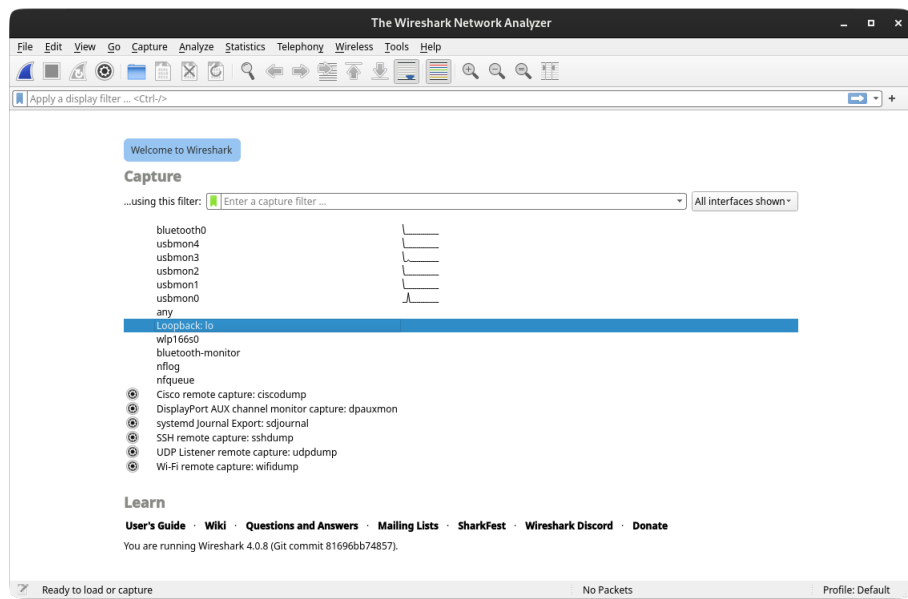 The Wireshark Network Analyzer
File Edit View Go Capture Analyze Statistics Telephony Wireless Tools Help
Apply a display filter ... <Ctrl-/>
Welcome to Wireshark
Capture
...using this filter: Enter a capture filter ... All interfaces shown
bluetooth0
usbmon4
usbmon3
usbmon2
usbmon1
usbmon0
any
Loopback: lo
wlp166s0
bluetooth-monitor
nflog
nfqueue
Cisco remote capture: ciscodump
DisplayPort AUX channel monitor capture: dpauxmon
systemd Journal Export: sdjournal
SSH remote capture: sshdump
UDP Listener remote capture: udpdump
Wi-Fi remote capture: wifidump
Learn
User's Guide · Wiki · Questions and Answers · Mailing Lists · SharkFest · Wireshark Discord · Donate
You are running Wireshark 4.0.8 (Git commit 81696bb74857).
Ready to load or capture No Packets Profile: Default